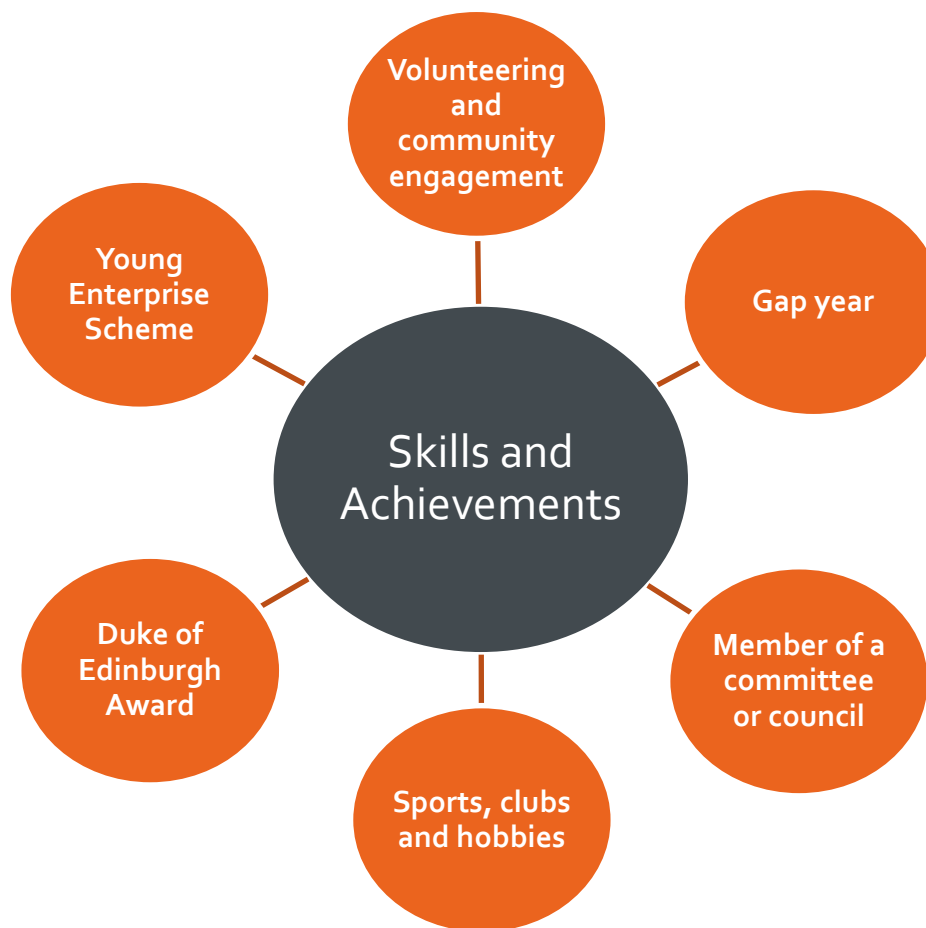 Volunteering
and
community
engagement
Young
Enterprise
Scheme
Gap year
Skills and
Achievements
Duke of
Edinburgh
Award
Member of a
committee
or council
Sports, clubs
and hobbies